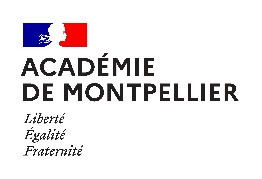 ACADÉMIE
DE MONTPELLIER
Liberté
Égalité
Fraternité